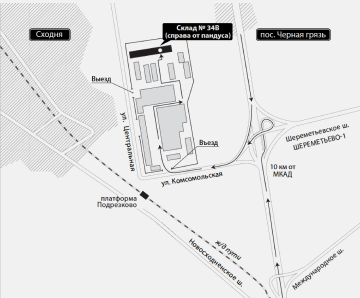 Сходня
Склад № 34В
(справа от пандуса)
пос. Черная грязь
Выезд
ул. Центральная
Въезд
ул. Комсомольская
Шереметьевское ш.
ШЕРЕМЕТЬЕВО-1
10 км от
МКАД
платформа
Подрезково
ж/д пути
Новосходненское ш.
Международное ш.